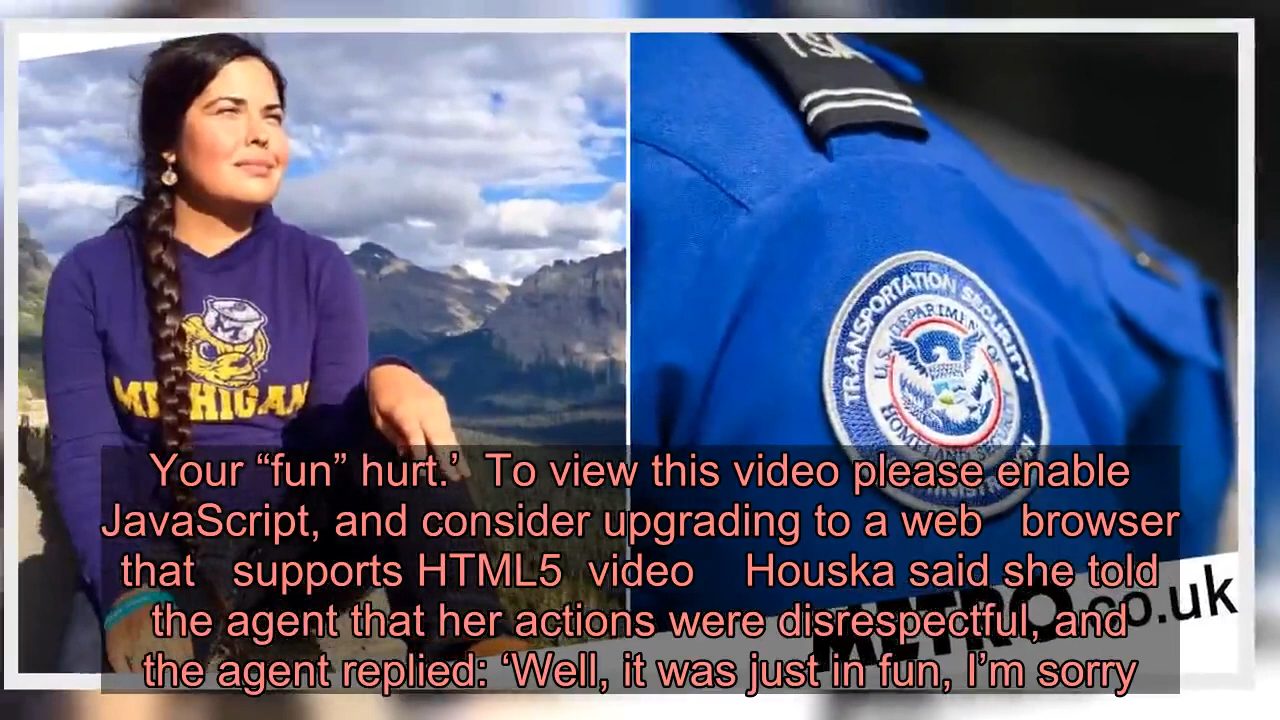 TSA
MICHIGAN
TRANSPORTATION SECURITY
U.S. DEPARTMENT OF
HOMELAND SECURITY
Your “fun” hurt.’ To view this video please enable
JavaScript, and consider upgrading to a web browser
that supports HTML5 video Houska said she told
the agent that her actions were disrespectful, and
the agent replied: ‘Well, it was just in fun, I’m sorry
METRO.co.uk